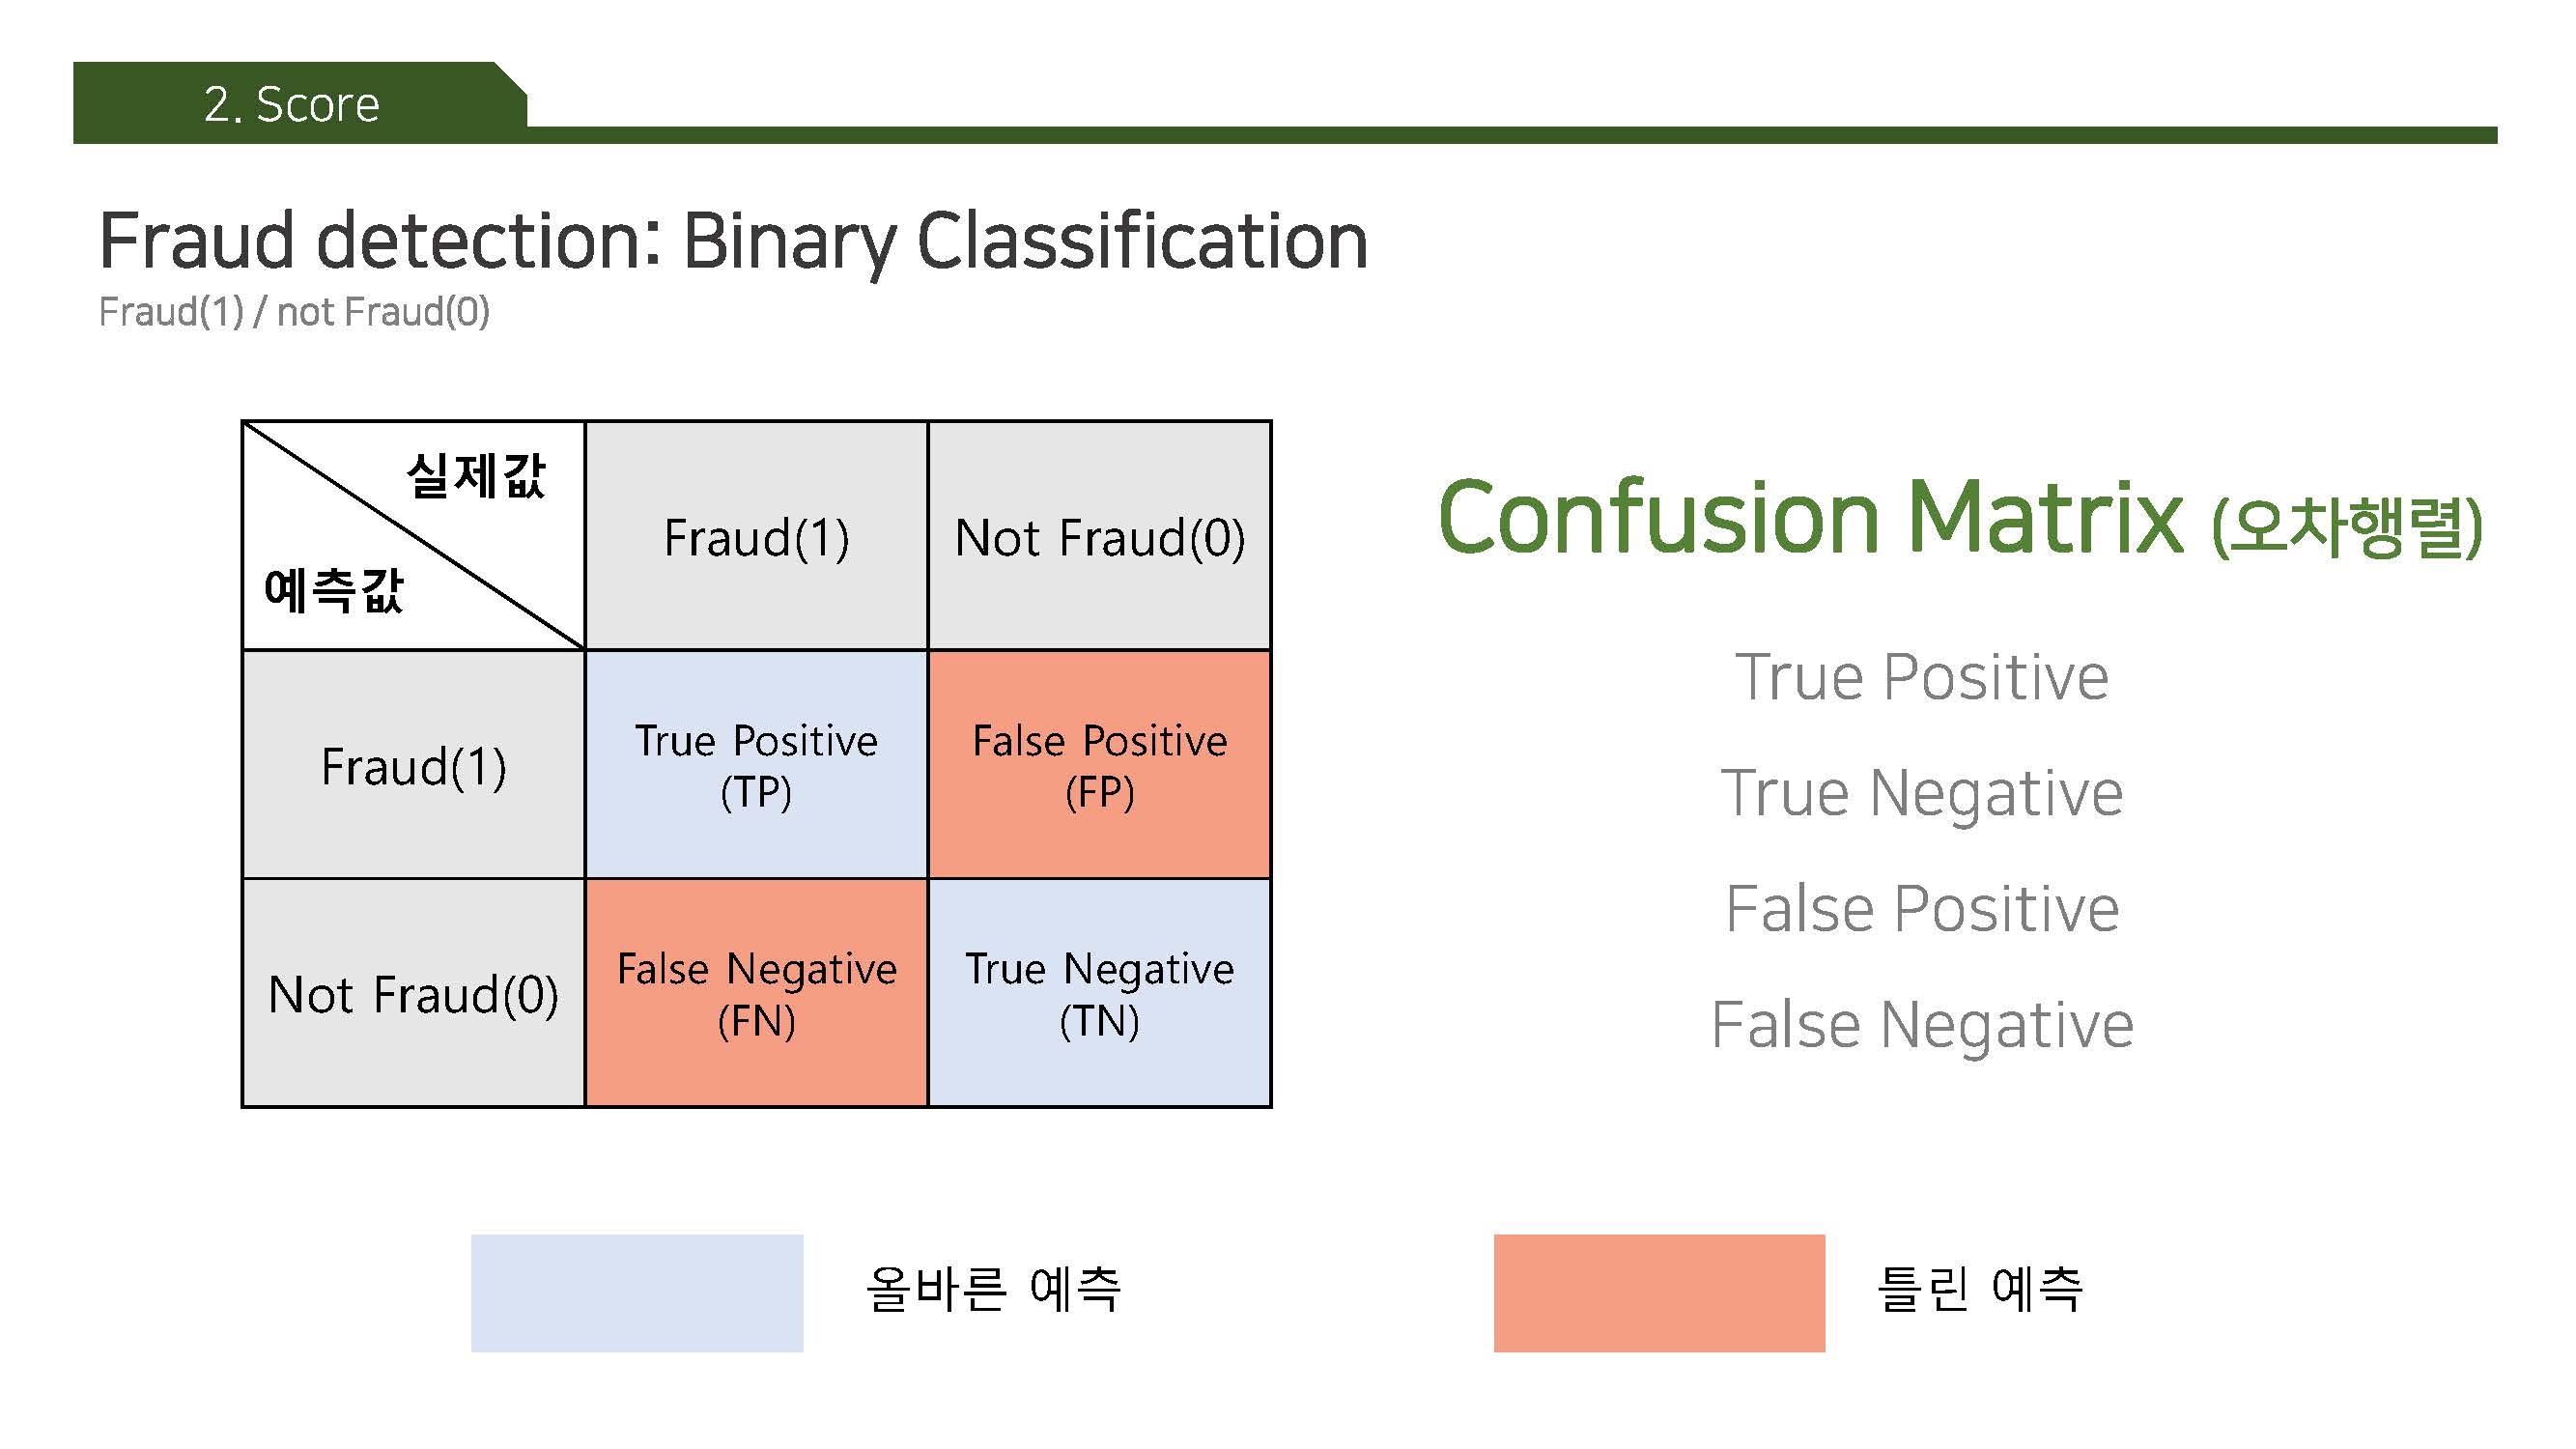 2. Score
Fraud detection: Binary Classification
Fraud(1) / not Fraud(0)
실제값
예측값
Fraud(1)
Not Fraud(0)
Fraud(1)
True Positive
(TP)
False Positive
(FP)
Not Fraud(0)
False Negative
(FN)
True Negative
(TN)
Confusion Matrix (오차행렬)
True Positive
True Negative
False Positive
False Negative
올바른 예측
틀린 예측